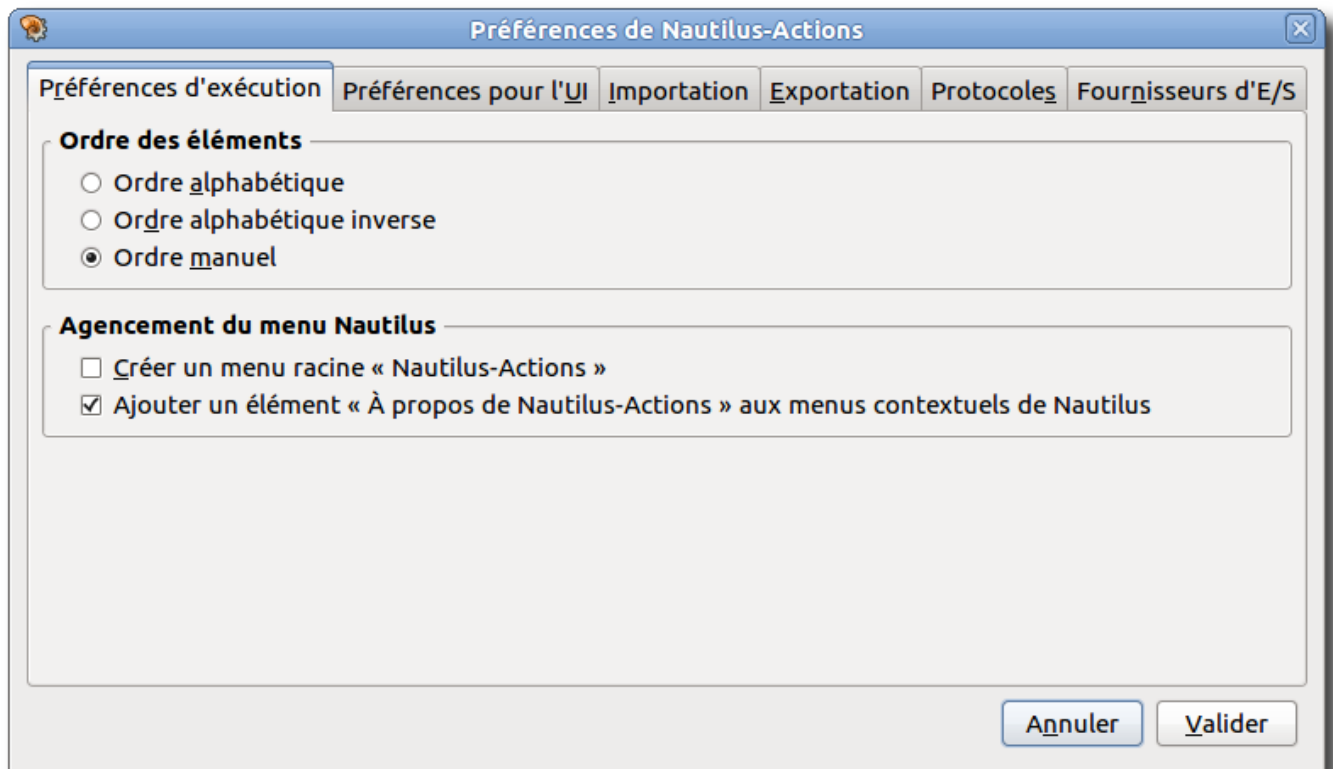 Préférences de Nautilus-Actions
Préférences d'exécution Préférences pour l'UI Importation Exportation Protocoles Fournisseurs d'E/S
Ordre des éléments
Ordre alphabétique
Ordre alphabétique inverse
Ordre manuel
Agencement du menu Nautilus
Créer un menu racine « Nautilus-Actions »
Ajouter un élément « À propos de Nautilus-Actions » aux menus contextuels de Nautilus
Annuler Valider